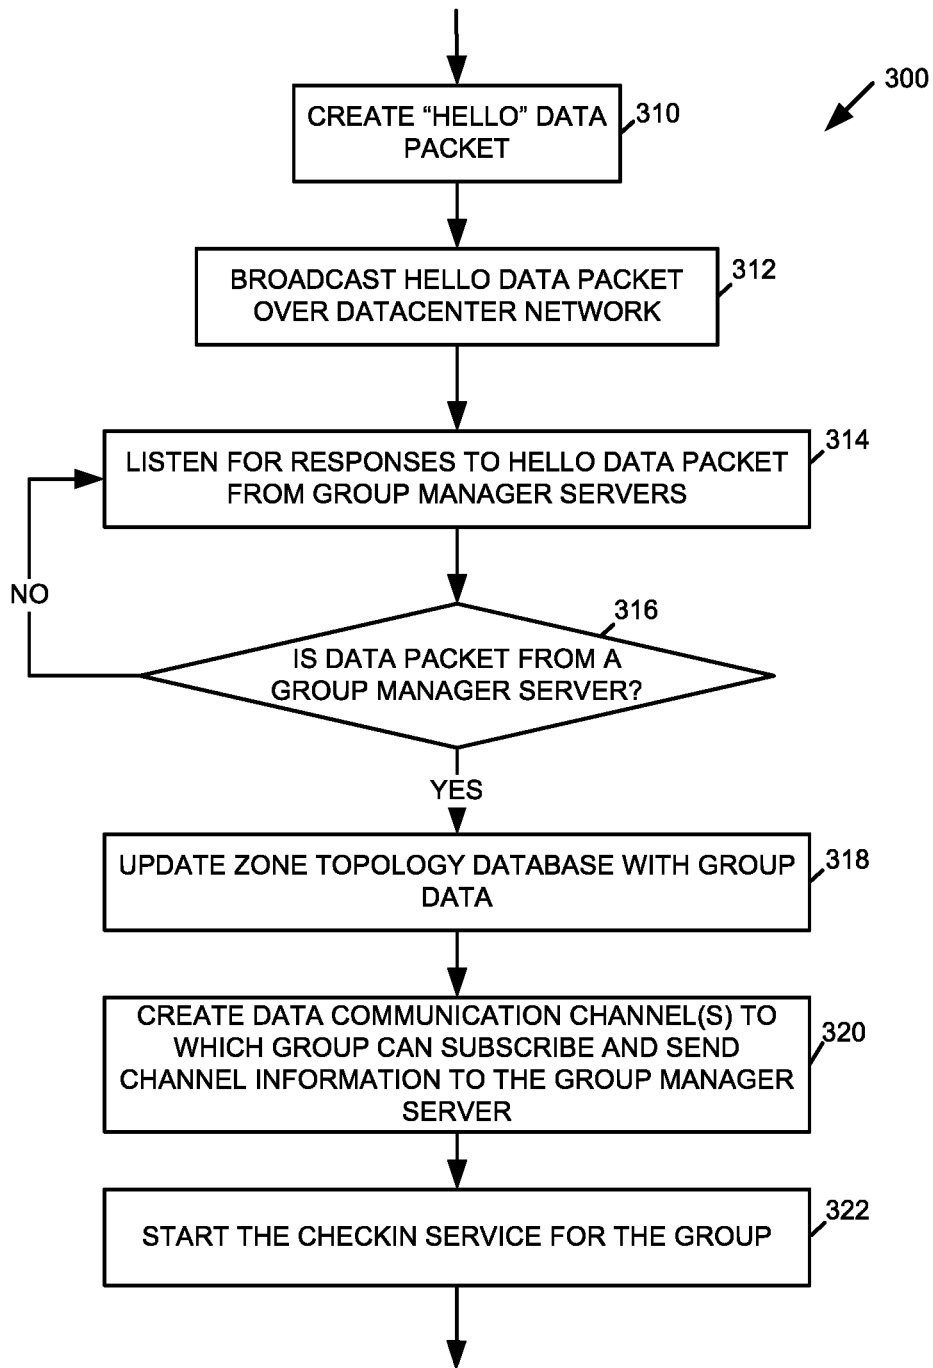 300
CREATE “HELLO” DATA
PACKET
310
BROADCAST HELLO DATA PACKET
OVER DATACENTER NETWORK
312
LISTEN FOR RESPONSES TO HELLO DATA PACKET
FROM GROUP MANAGER SERVERS
314
NO
316
IS DATA PACKET FROM A
GROUP MANAGER SERVER?
YES
UPDATE ZONE TOPOLOGY DATABASE WITH GROUP
DATA
318
CREATE DATA COMMUNICATION CHANNEL(S) TO
WHICH GROUP CAN SUBSCRIBE AND SEND
CHANNEL INFORMATION TO THE GROUP MANAGER
SERVER
320
START THE CHECKIN SERVICE FOR THE GROUP
322